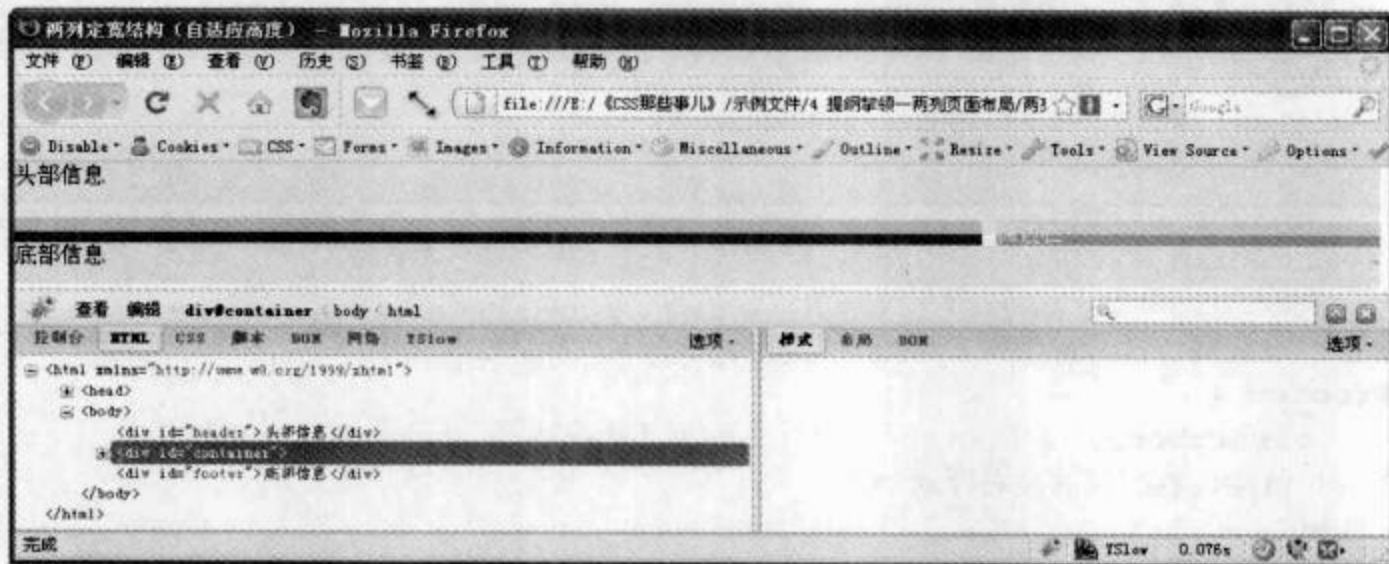 两列定宽结构（自适应高度） - Mozilla Firefox
文件 (F) 编辑 (E) 查看 (V) 历史 (S) 书签 (B) 工具 (T) 帮助 (H)
file:///E:/《CSS那些事儿》/示例文件/4 提纲挈领—两列页面布局/两 Google
Disable Cookies CSS Forms Images Information Miscellaneous Outline Resize Tools View Source Options
头部信息
底部信息
查看 编辑 div#container body html
控制台 HTML CSS 脚本 DOM 网络 YSlow 选项 样式 布局 DOM 选项
<html xmlns="http://www.w3.org/1999/xhtml">
<head>
<body>
<div id="header">头部信息</div>
<div id="container">
<div id="footer">底部信息</div>
</body>
</html>
完成 YSlow 0.076s